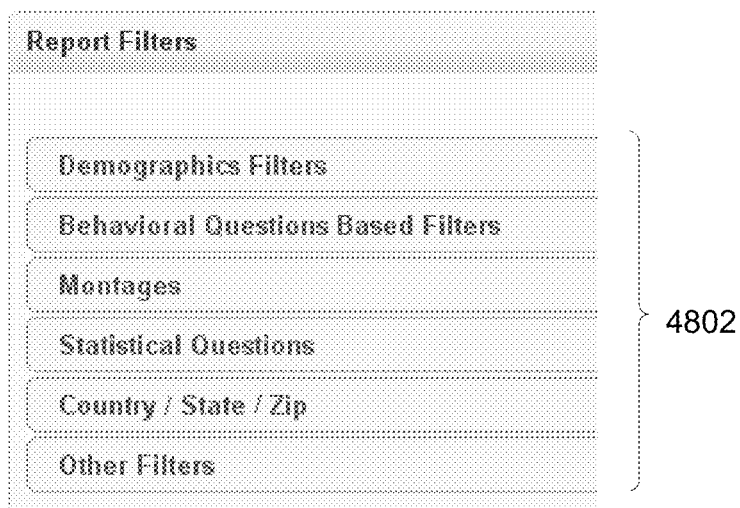 Report Filters
Demographics Filters
Behavioral Questions Based Filters
Montages
Statistical Questions
Country / State / Zip
Other Filters
4802